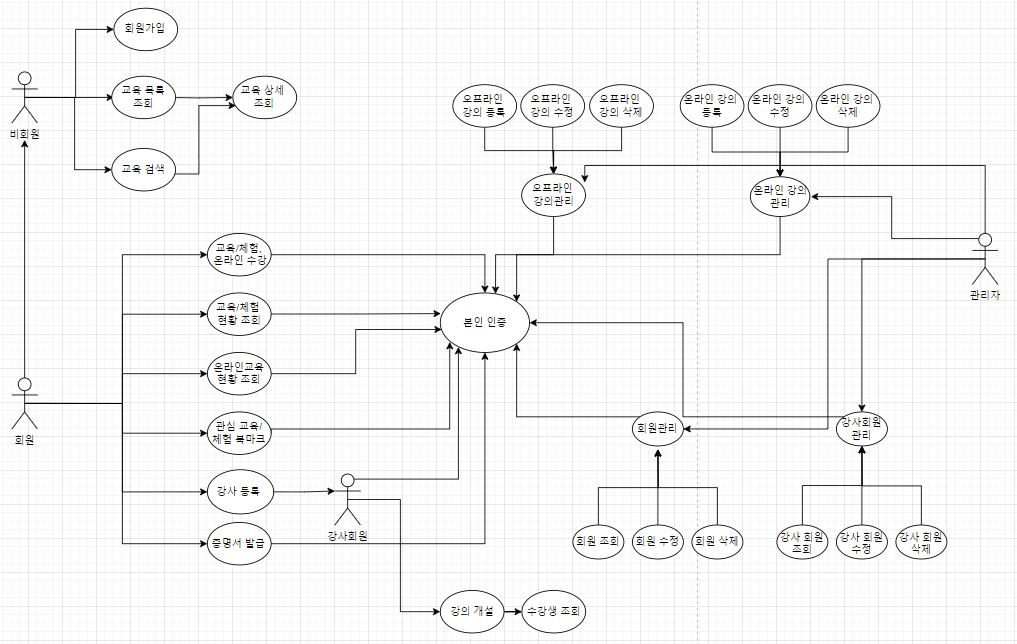 회원가입
교육 목록
조회
교육 상세
조회
비회원
교육 검색
오프라인
강의 등록
오프라인
강의 수정
오프라인
강의 삭제
온라인 강의
등록
온라인 강의
수정
온라인 강의
삭제
오프라인
강의관리
온라인 강의
관리
관리자
교육/체험,
온라인 수강
교육/체험
현황 조회
본인 인증
온라인교육
현황 조회
회원
관심 교육/
체험 북마크
강사 등록
강사회원
증명서 발급
회원관리
강사회원
관리
회원 조회
회원 수정
회원 삭제
강사 회원
조회
강사 회원
수정
강사 회원
삭제
강의 개설
수강생 조회